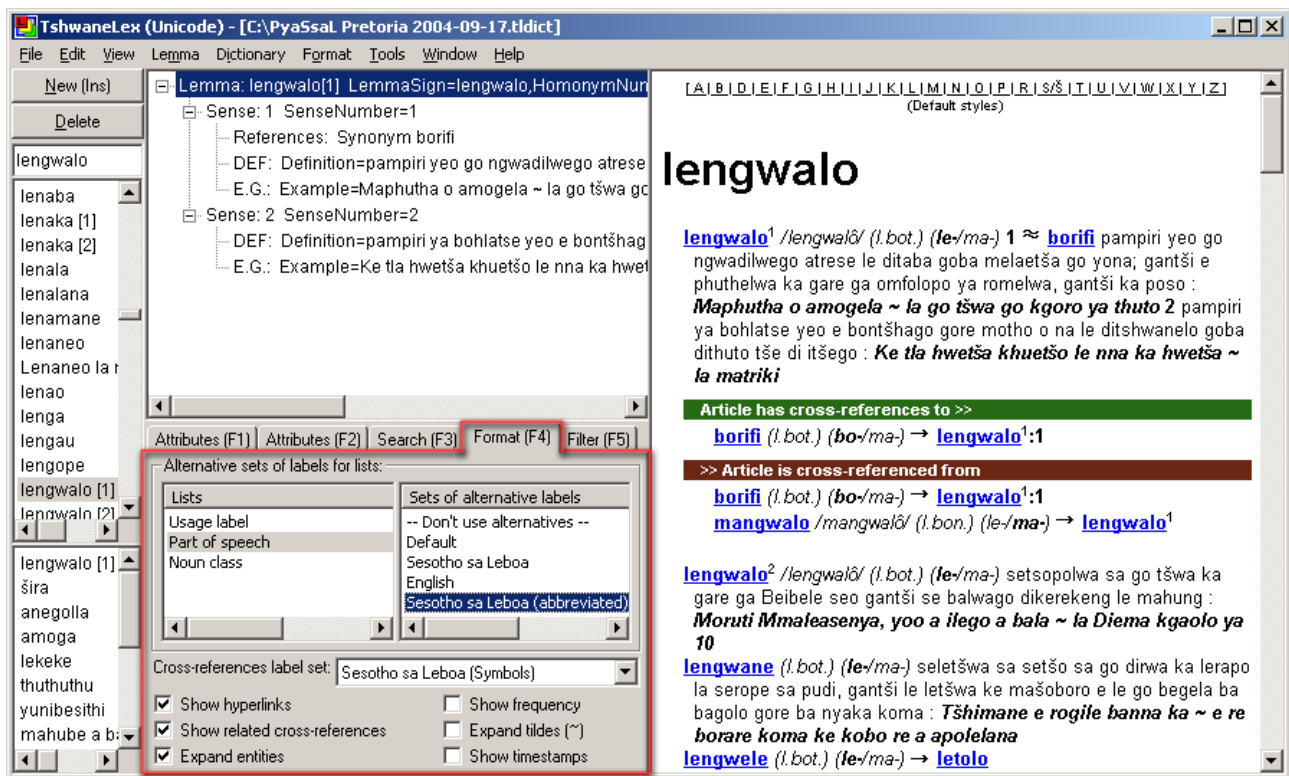 TshwaneLex (Unicode) - [C:\PyaSsaL Pretoria 2004-09-17.tldict]
File Edit View Lemma Dictionary Format Tools Window Help
New (Ins)
Delete
lengwalo
lenaba
lenaka [1]
lenaka [2]
lenala
lenalana
lenamane
lenaneo
Lenaneo la
lenao
lenga
lengau
lengope
lengwalo [1]
lengwalo [2]
lengwalo [1]
šira
anegolla
amoga
lekeke
thuthuthu
yunibesithi
mahube a
Lemma: lengwalo[1] LemmaSign=lengwalo,HomonymNum
Sense: 1 SenseNumber=1
References: Synonym borifi
DEF: Definition=pampiri yeo go ngwadilwego atrese
E.G.: Example=Maphutha o amogela ~ la go tšwa go
Sense: 2 SenseNumber=2
DEF: Definition=pampiri ya bohlatse yeo e bontšhag
E.G.: Example=Ke tla hwetša khuetšo le nna ka hwet
Attributes (F1) Attributes (F2) Search (F3) Format (F4) Filter (F5)
Alternative sets of labels for lists:
Lists
Usage label
Part of speech
Noun class
Sets of alternative labels
-- Don't use alternatives --
Default
Sesotho sa Leboa
English
Sesotho sa Leboa (abbreviated)
Cross-references label set: Sesotho sa Leboa (Symbols)
Show hyperlinks Show frequency
Show related cross-references Expand tildes (~)
Expand entities Show timestamps
[A|B|D|E|F|G|H|I|J|K|L|M|N|O|P|R|S/Š|T|U|V|W|X|Y|Z]
(Default styles)
lengwalo
lengwalo¹ /lengwalô/ (l.bot.) (le-/ma-) 1 ≈ borifi pampiri yeo go
ngwadilwego atrese le ditaba goba melaetša go yona; gantši e
phuthelwa ka gare ga omfolopo ya romelwa, gantši ka poso :
Maphutha o amogela ~ la go tšwa go kgoro ya thuto 2 pampiri
ya bohlatse yeo e bontšhago gore motho o na le ditshwanelo goba
dithuto tše di itšego : Ke tla hwetša khuetšo le nna ka hwetša ~
la matriki
Article has cross-references to >>
borifi (l.bot.) (bo-/ma-) → lengwalo¹:1
>> Article is cross-referenced from
borifi (l.bot.) (bo-/ma-) → lengwalo¹:1
mangwalo /mangwalô/ (l.bon.) (le-/ma-) → lengwalo¹
lengwalo² /lengwalô/ (l.bot.) (le-/ma-) setsopolwa sa go tšwa ka
gare ga Beibele seo gantši se balwago dikerekeng le mahung :
Moruti Mmaleasenya, yoo a ilego a bala ~ la Diema kgaolo ya
10
lengwane (l.bot.) (le-/ma-) seletšwa sa setšo sa go dirwa ka lerapo
la serope sa pudi, gantši le letšwa ke mašoboro e le go begela ba
bagolo gore ba nyaka koma : Tšhimane e rogile banna ka ~ e re
borare koma ke kobo re a apolelana
lengwele (l.bot.) (le-/ma-) → letolo